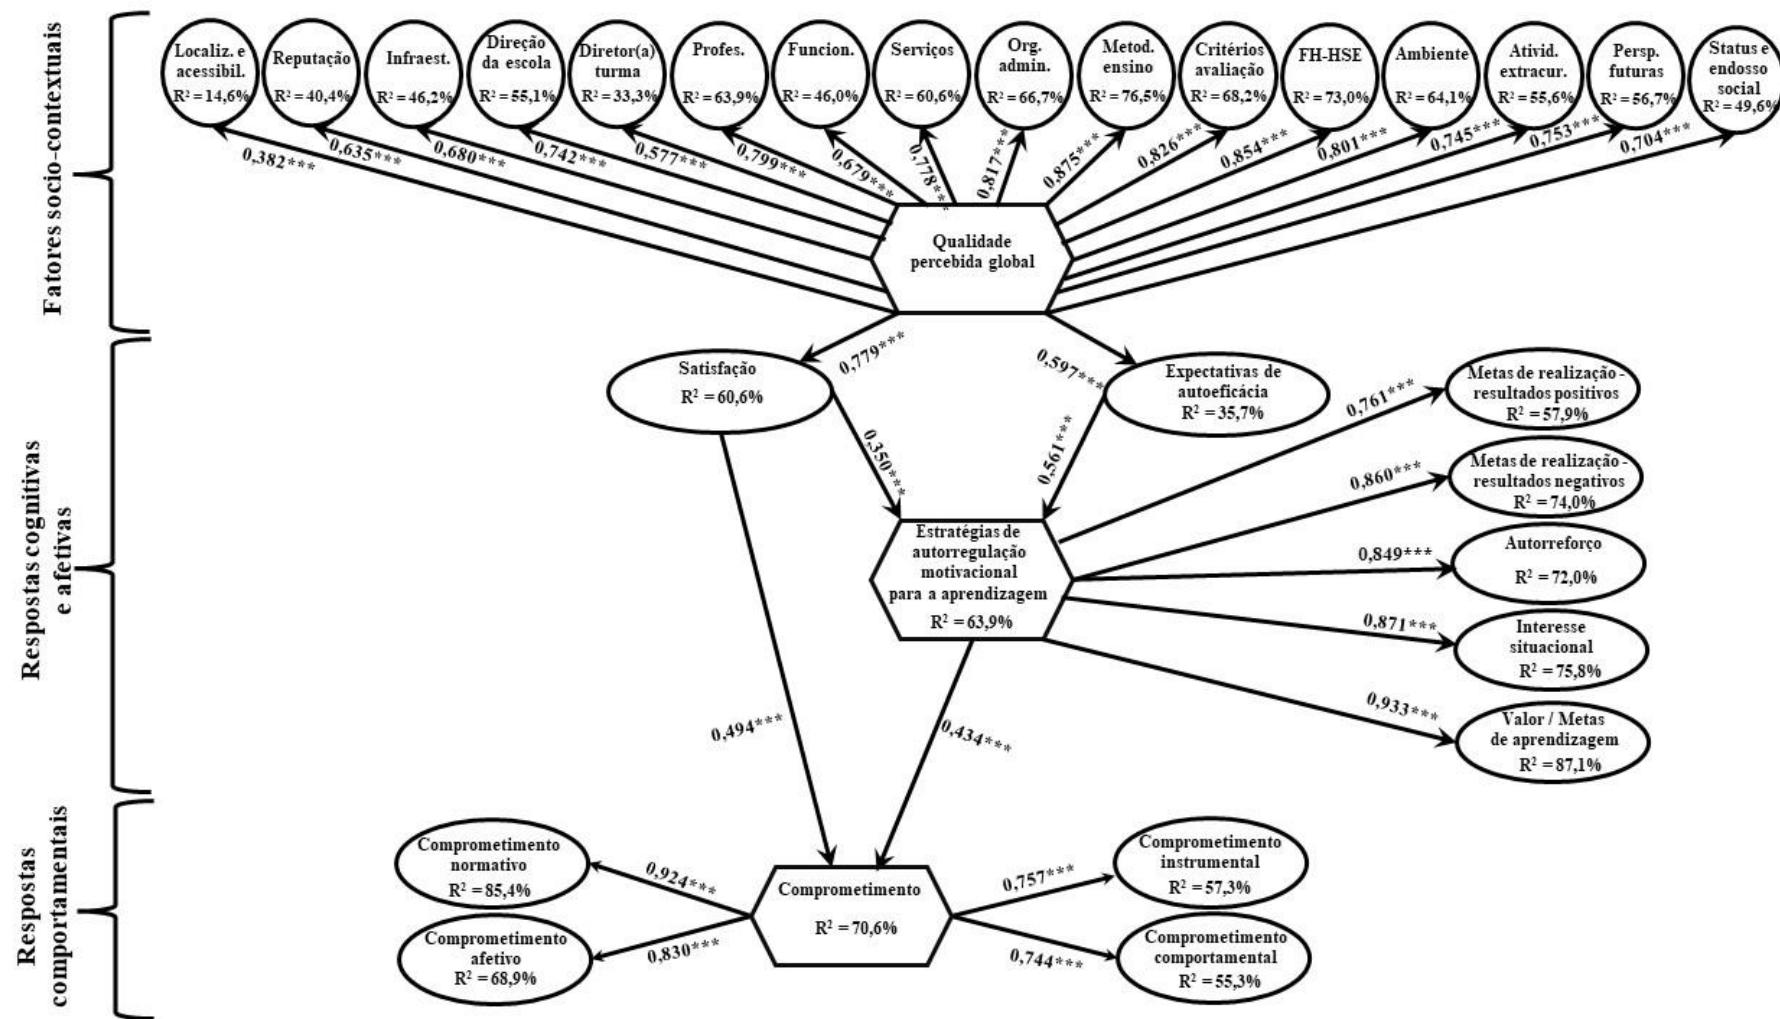 Fatores socio-contextuais
Localiz. e
acessibil.
R² = 14,6%
Reputação
R² = 40,4%
Infraest.
R² = 46,2%
Direção
da escola
R² = 55,1%
Diretor(a)
turma
R² = 33,3%
Profes.
R² = 63,9%
Funcion.
R² = 46,0%
Serviços
R² = 60,6%
Org.
admin.
R² = 66,7%
Metod.
ensino
R² = 76,5%
Critérios
avaliação
R² = 68,2%
FH-HSE
R² = 73,0%
Ambiente
R² = 64,1%
Ativid.
extracur.
R² = 55,6%
Persp.
futuras
R² = 56,7%
Status e
endosso
social
R² = 49,6%
0,382***
0,635***
0,680***
0,742***
0,577***
0,799***
0,679***
0,778***
0,817***
0,875***
0,826***
0,854***
0,801***
0,745***
0,753***
0,704***
Qualidade
percebida global
Respostas cognitivas
e afetivas
0,779***
0,597***
Satisfação
R² = 60,6%
Expectativas de
autoeficácia
R² = 35,7%
0,350***
0,561***
0,761***
Metas de realização -
resultados positivos
R² = 57,9%
0,860***
Metas de realização -
resultados negativos
R² = 74,0%
Estratégias de
autorregulação
motivacional
para a aprendizagem
R² = 63,9%
0,849***
Autorreforço
R² = 72,0%
0,871***
Interesse
situacional
R² = 75,8%
0,933***
Valor / Metas
de aprendizagem
R² = 87,1%
0,494***
0,434***
Respostas
comportamentais
Comprometimento
normativo
R² = 85,4%
0,924***
Comprometimento
afetivo
R² = 68,9%
0,830***
Comprometimento
R² = 70,6%
0,757***
Comprometimento
instrumental
R² = 57,3%
0,744***
Comprometimento
comportamental
R² = 55,3%